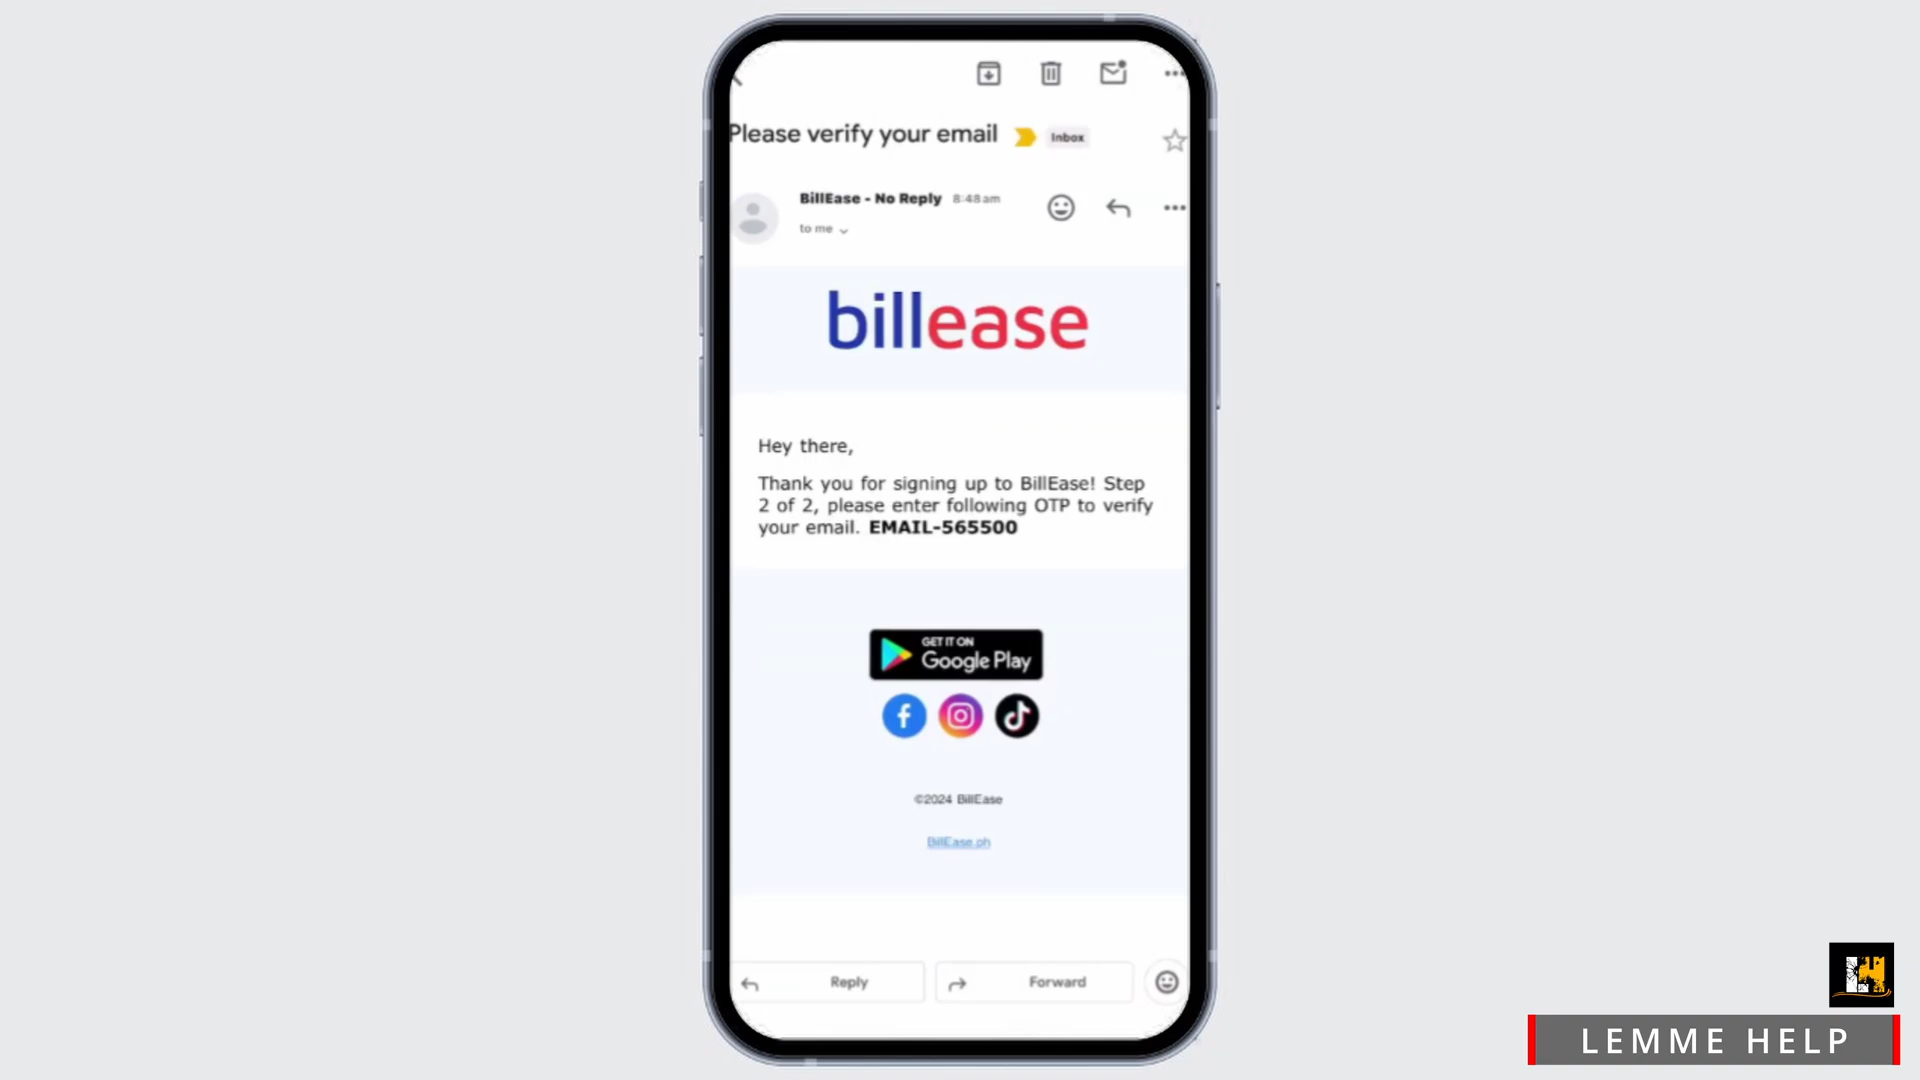 Please verify your email
Inbox
BillEase - No Reply 8:48 am
to me
billease
Hey there,
Thank you for signing up to BillEase! Step
2 of 2, please enter following OTP to verify
your email. EMAIL-565500
GET IT ON
Google Play
©2024 BillEase
BillEase.ph
Reply
Forward
LEMME HELP